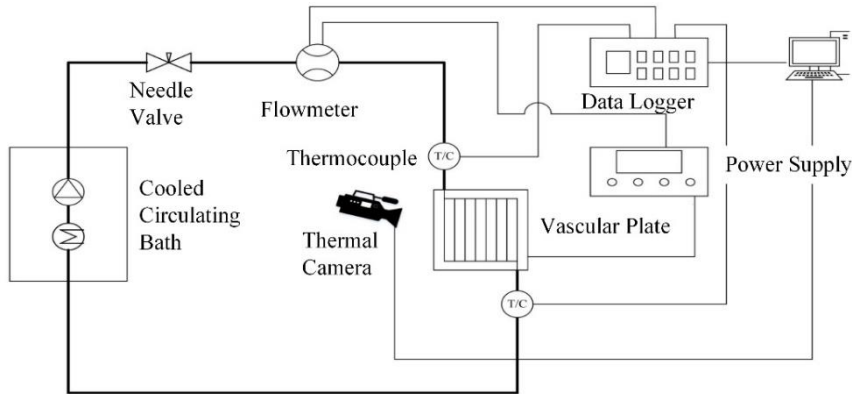 Needle
Valve
Flowmeter
Data Logger
Thermocouple
T/C
Power Supply
Cooled
Circulating
Bath
Thermal
Camera
Vascular Plate
T/C